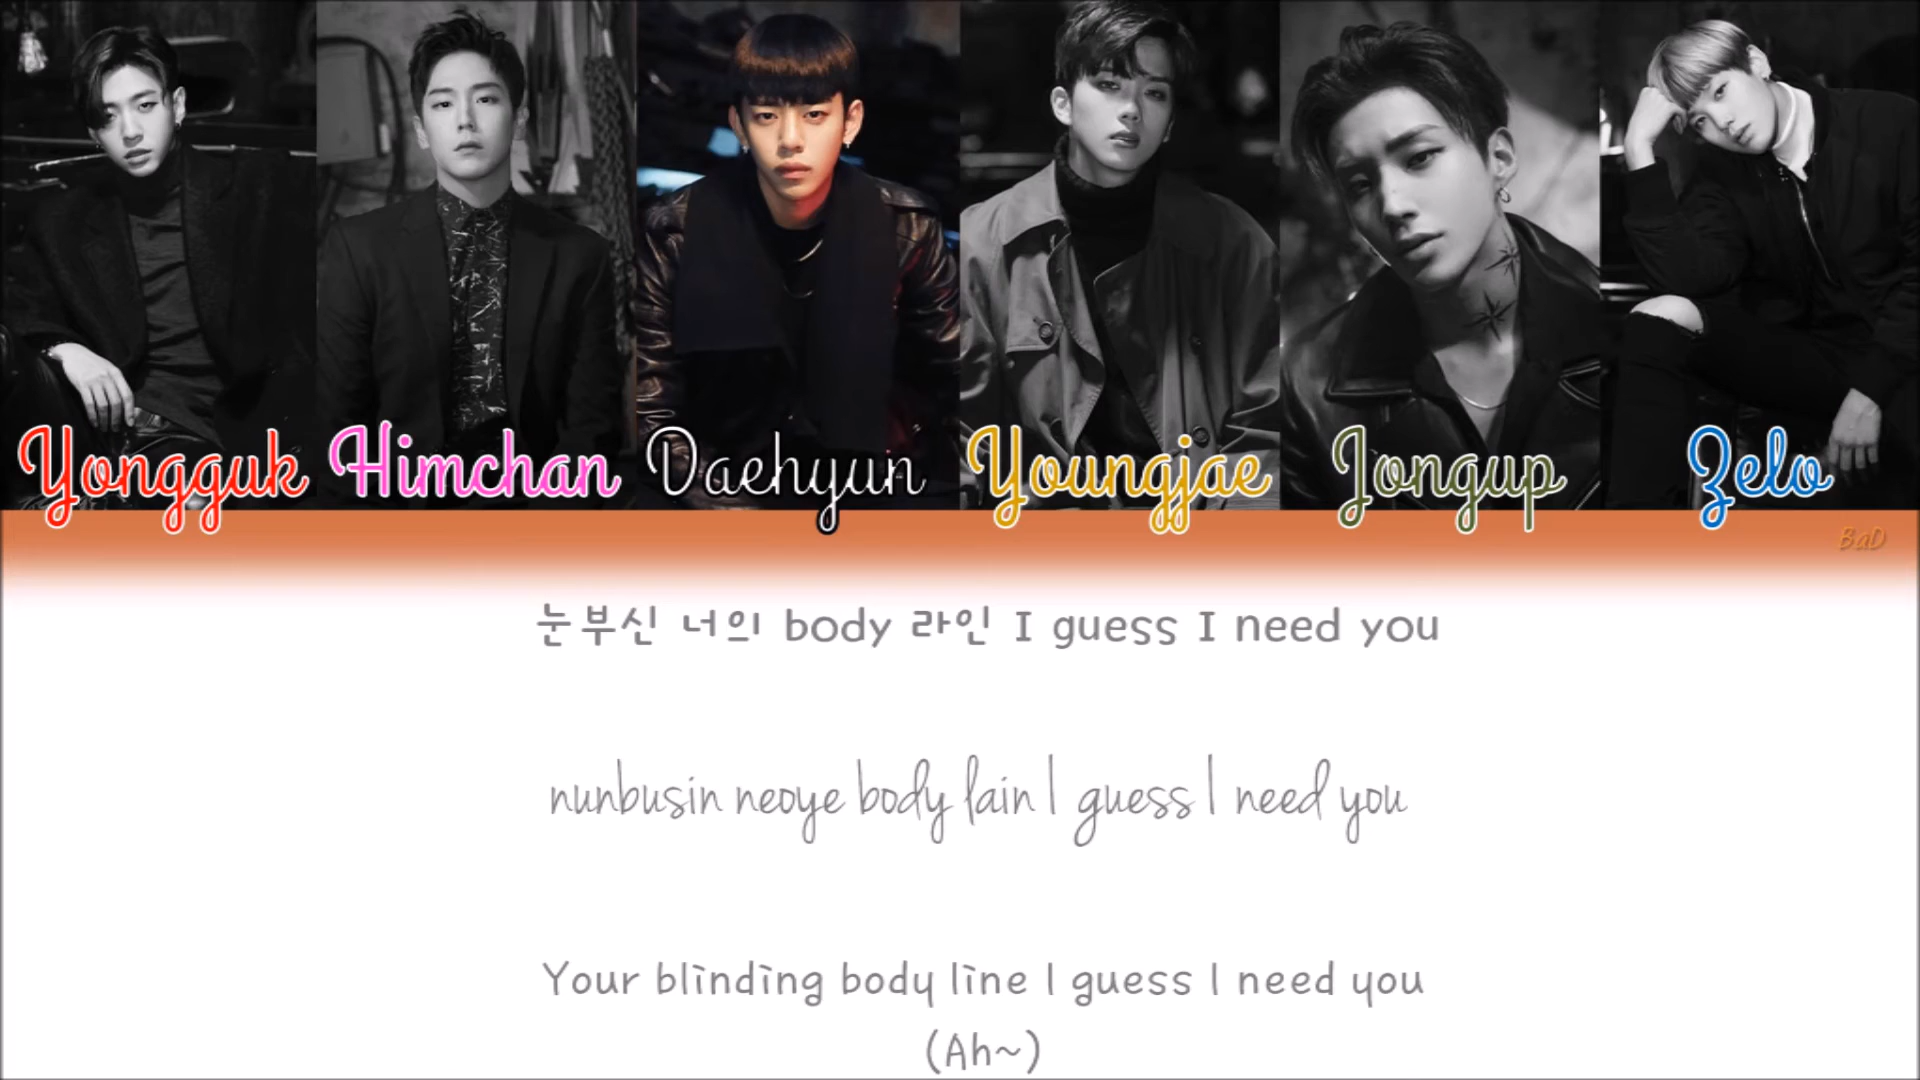 Yongguk Himchan Daehyun Youngjae Jongup Zelo
BaD
눈부신 너의 body 라인 I guess I need you
nunbusin neoye body lain I guess I need you
Your blinding body line I guess I need you
(Ah~)